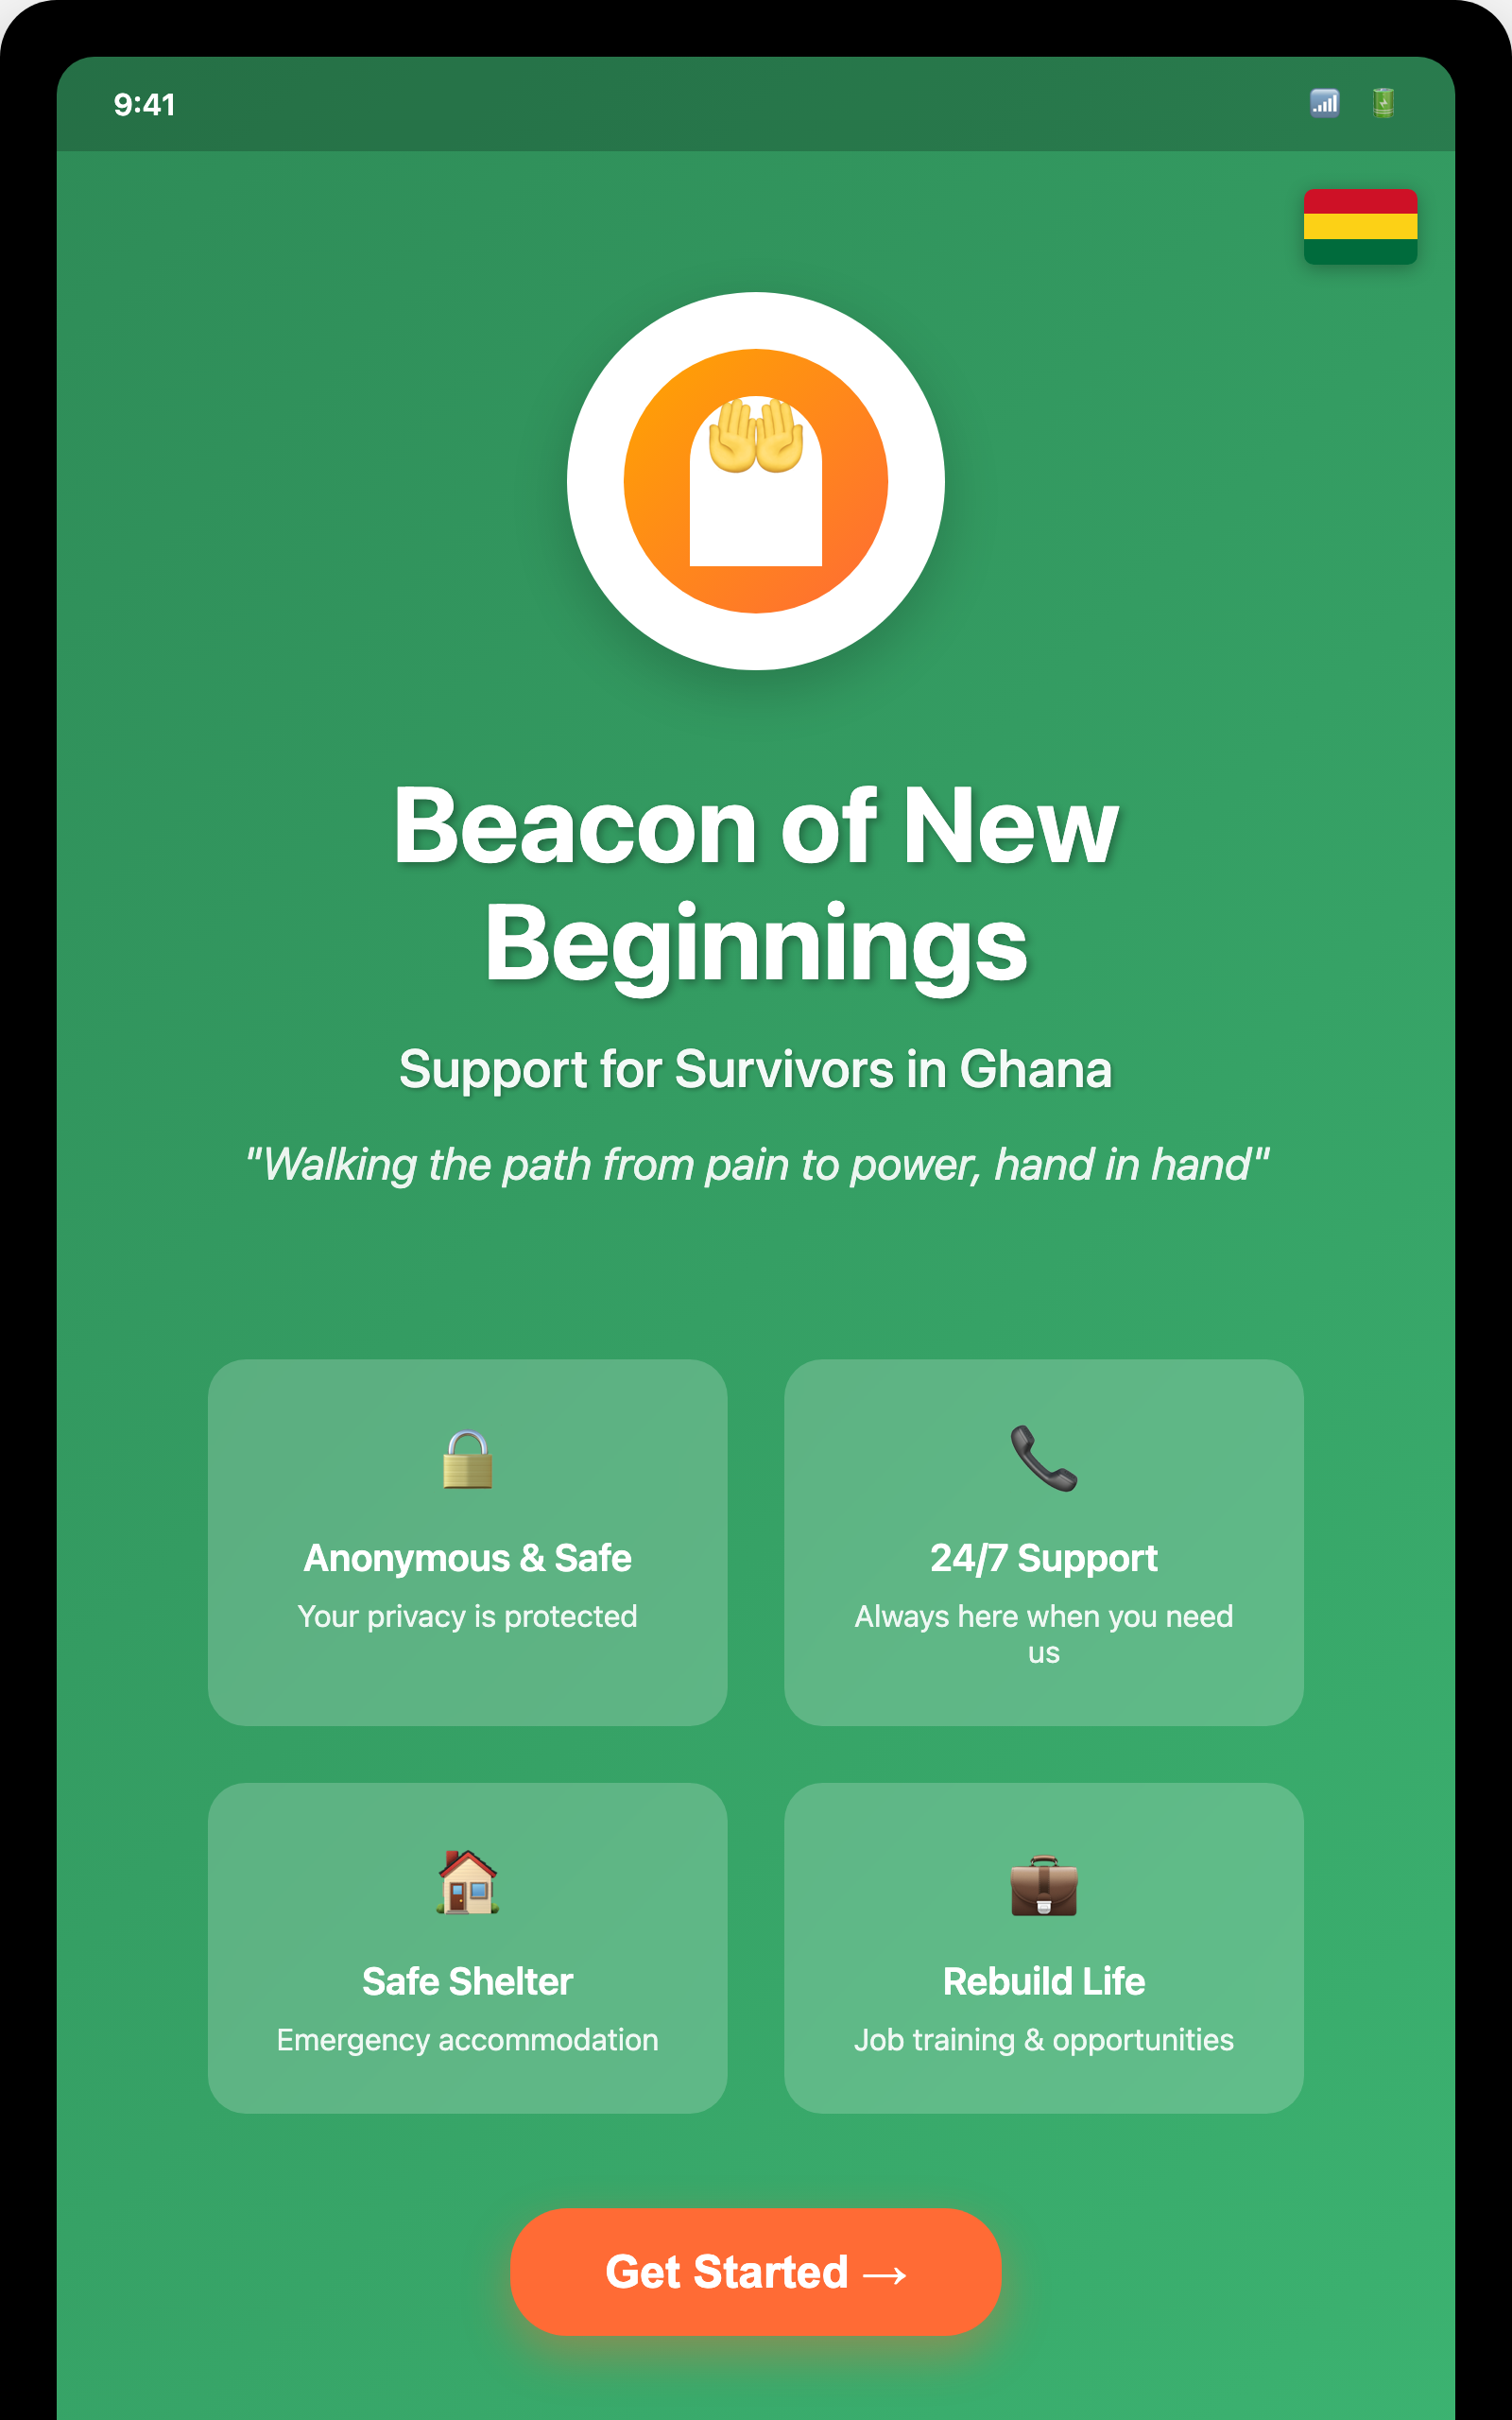 9:41
Beacon of New
Beginnings
Support for Survivors in Ghana
"Walking the path from pain to power, hand in hand"
Anonymous & Safe
Your privacy is protected
24/7 Support
Always here when you need
us
Safe Shelter
Emergency accommodation
Rebuild Life
Job training & opportunities
Get Started →